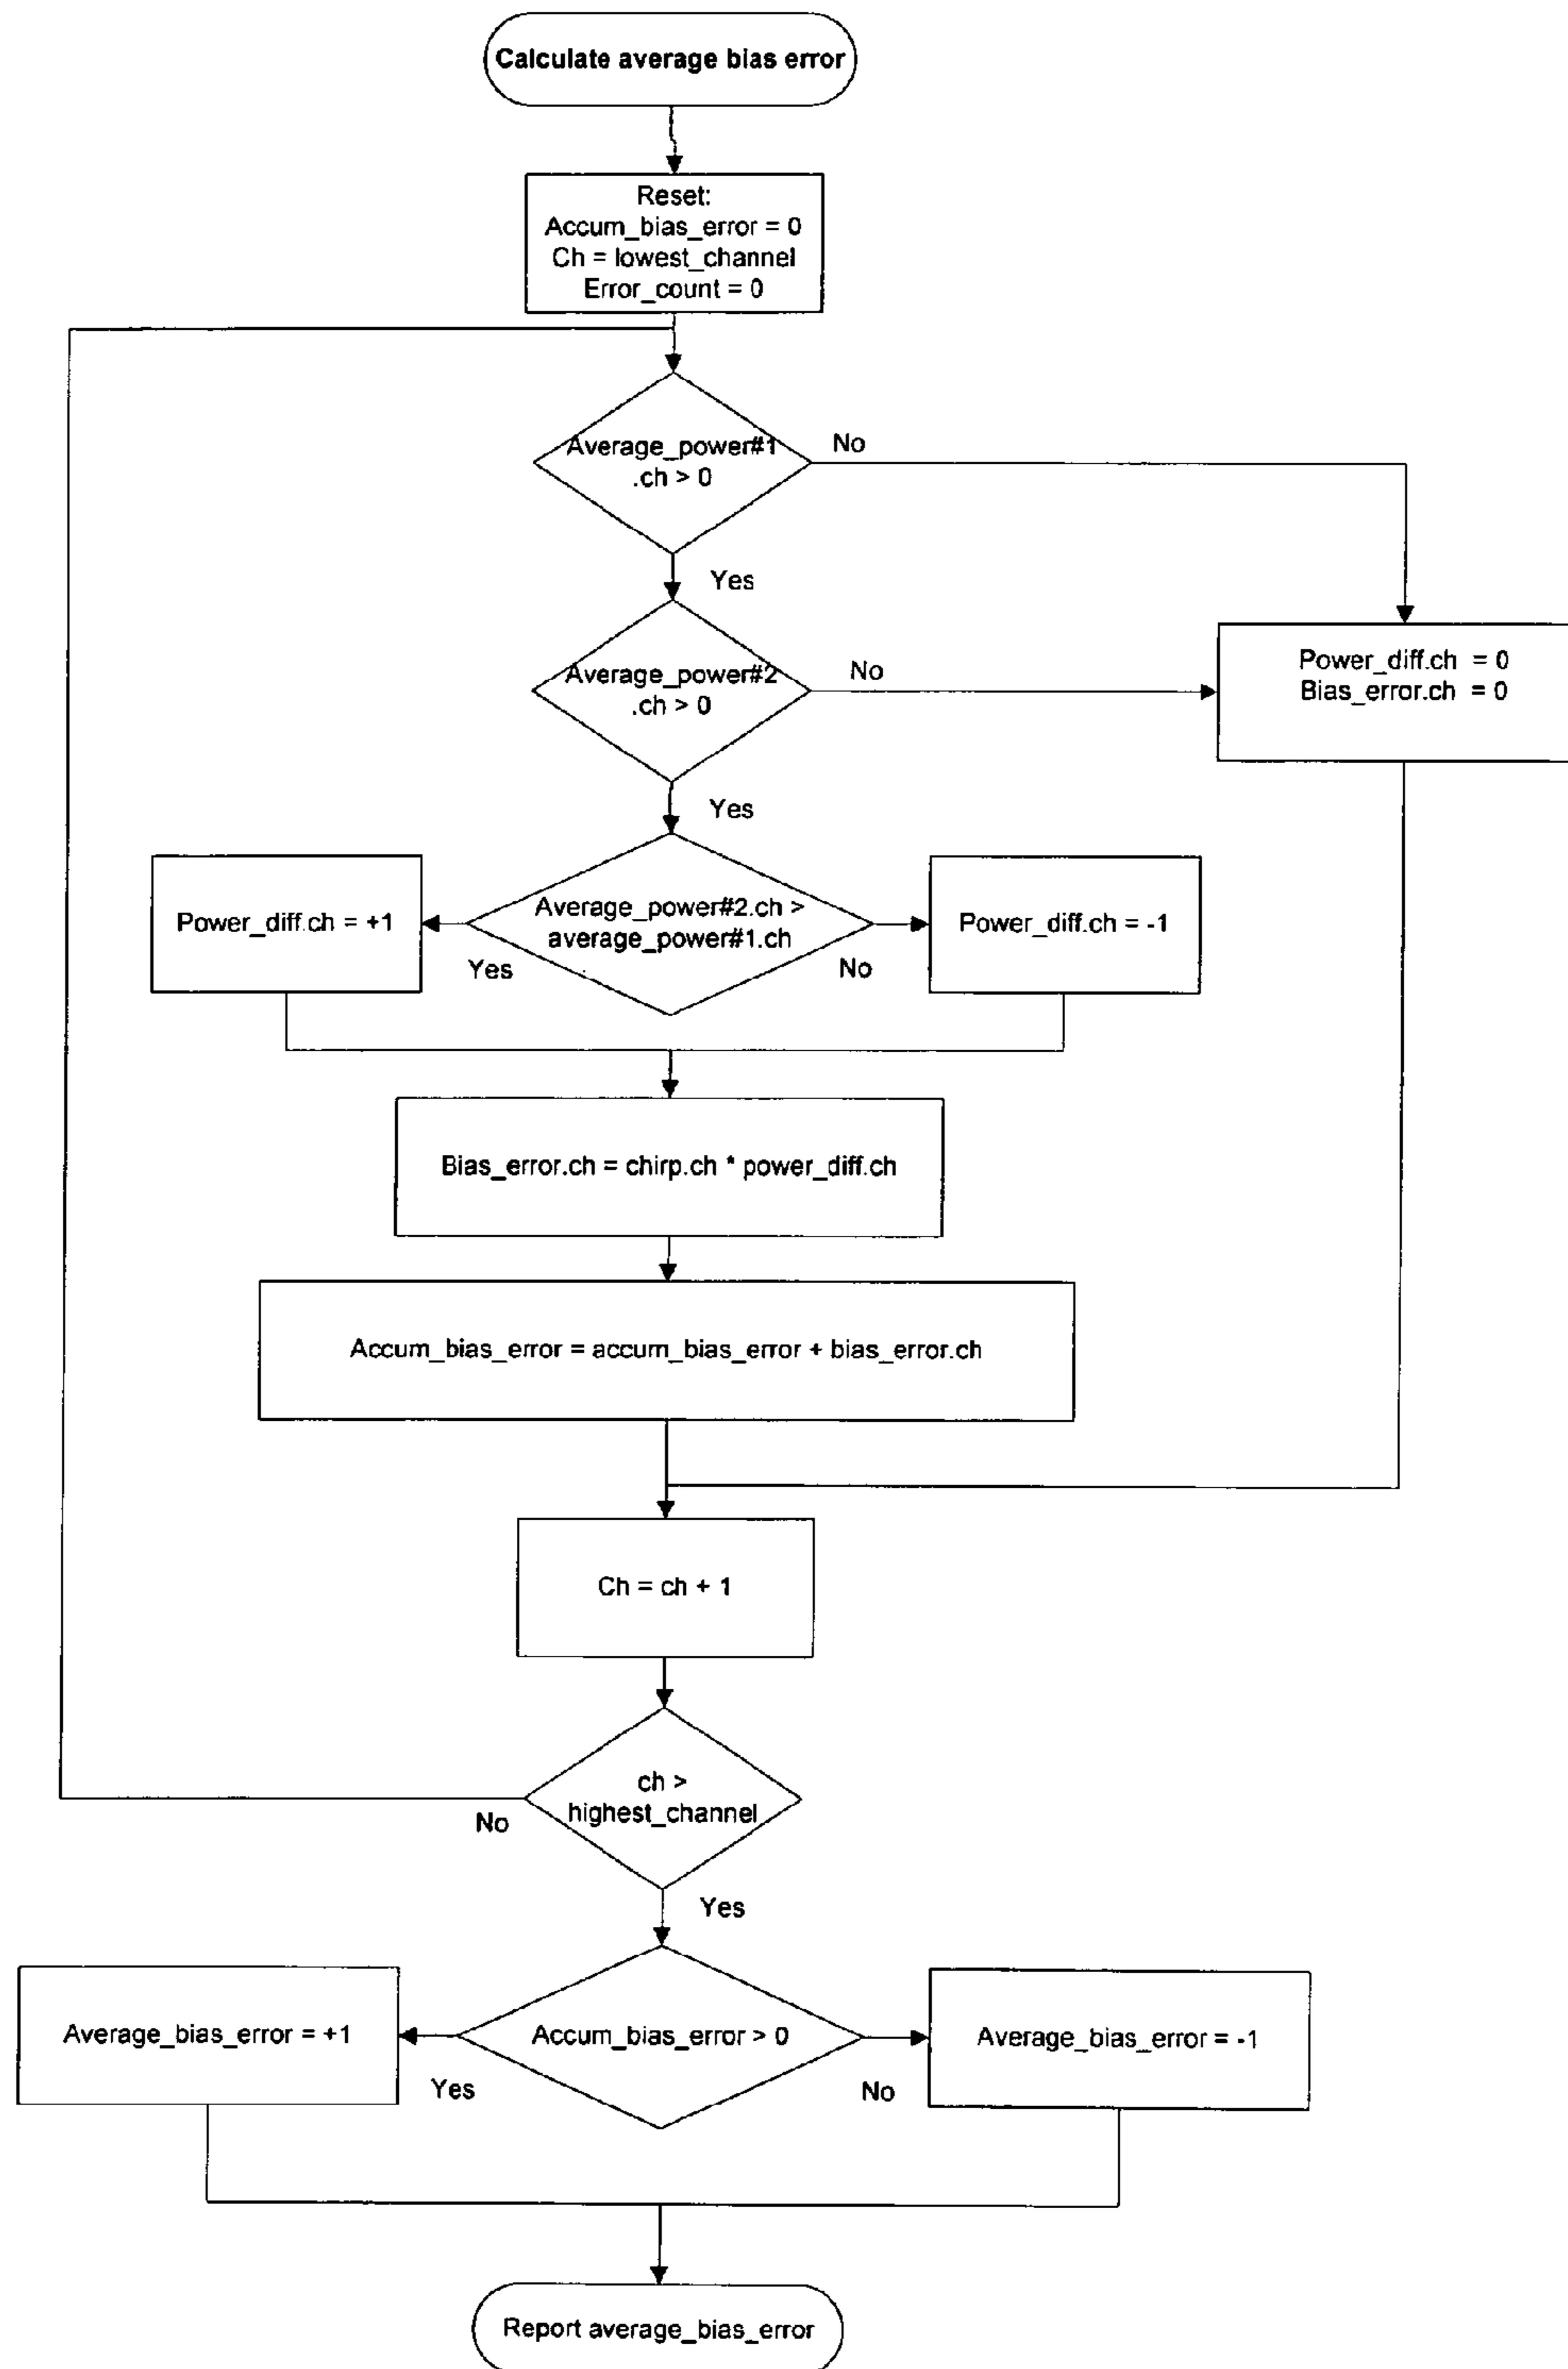 Calculate average bias error
Reset:
Accum_bias_error = 0
Ch = lowest_channel
Error_count = 0
Average_power#1
.ch > 0
No
Yes
Average_power#2
.ch > 0
No
Power_diff.ch = 0
Bias_error.ch = 0
Yes
Power_diff.ch = +1
Average_power#2.ch >
average_power#1.ch
Power_diff.ch = -1
Yes
No
Bias_error.ch = chirp.ch * power_diff.ch
Accum_bias_error = accum_bias_error + bias_error.ch
Ch = ch + 1
ch >
highest_channel
No
Yes
Average_bias_error = +1
Accum_bias_error > 0
Average_bias_error = -1
Yes
No
Report average_bias_error